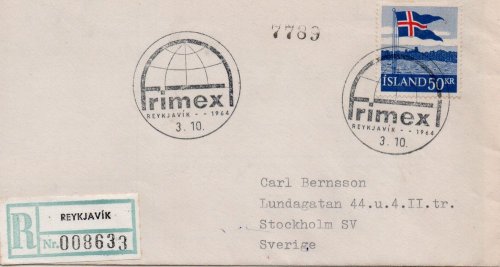 7789
ÍSLAND 50 KR
Frimex
REYKJAVÍK - - 1964
3. 10.
Frimex
REYKJAVÍK - - 1964
3. 10.
Carl Bernsson
Lundagatan 44.u.4.II.tr.
Stockholm SV
Sverige
R
REYKJAVÍK
Nr. 008633